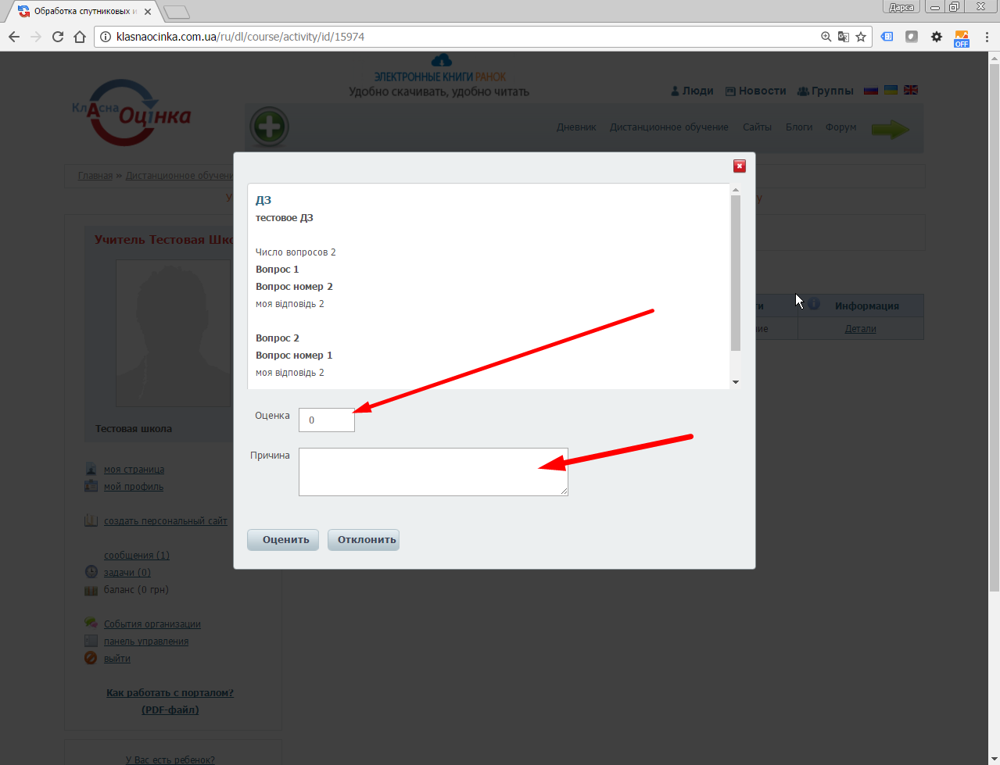 Обработка спутниковых и
Дарса
klasnaocinka.com.ua/ru/dl/course/activity/id/15974
OFF
ЭЛЕКТРОННЫЕ КНИГИ РАНОК
Удобно скачивать, удобно читать
КлАсна
Оцінка
Люди
Новости
Группы
Дневник
Дистанционное обучение
Сайты
Блоги
Форум
Главная » Дистанционное обучени
У
у
ДЗ
тестовое ДЗ
Число вопросов 2
Вопрос 1
Вопрос номер 2
моя відповідь 2
Вопрос 2
Вопрос номер 1
моя відповідь 2
Оценка
0
Причина
Оценить
Отклонить
ти
Информация
ие
Детали
Учитель Тестовая Шко
Тестовая школа
моя страница
мой профиль
создать персональный сайт
сообщения (1)
задачи (0)
баланс (0 грн)
События организации
панель управления
выйти
Как работать с порталом?
(PDF-файл)
У Вас есть ребенок?